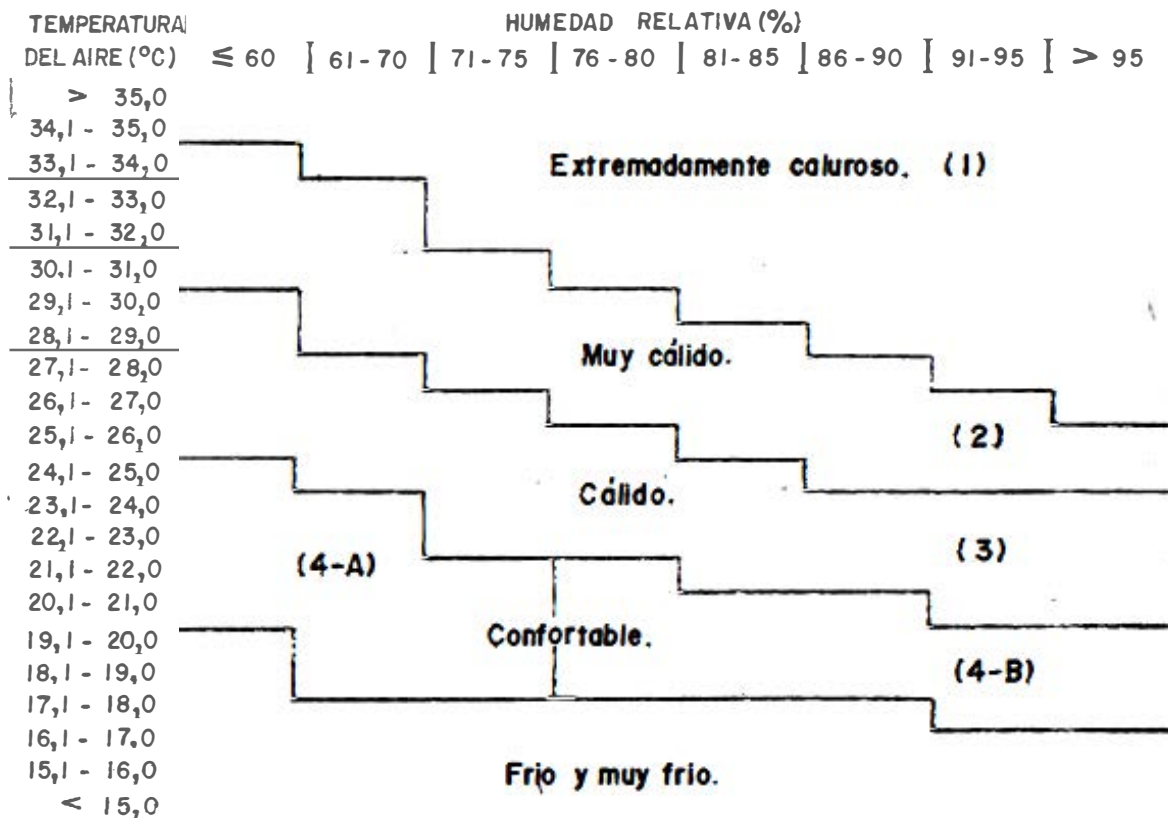 TEMPERATURA HUMEDAD RELATIVA (%)
DEL AIRE (ºC) ≤ 60 61-70 71-75 76-80 81-85 86-90 91-95 > 95
> 35,0
34,1 - 35,0
33,1 - 34,0 Extremadamente caluroso. (1)
32,1 - 33,0
31,1 - 32,0
30,1 - 31,0
29,1 - 30,0
28,1 - 29,0 Muy cálido.
27,1 - 28,0
26,1 - 27,0
25,1 - 26,0 (2)
24,1 - 25,0 Cálido.
23,1 - 24,0
22,1 - 23,0 (3)
21,1 - 22,0 (4-A)
20,1 - 21,0
19,1 - 20,0 Confortable.
18,1 - 19,0 (4-B)
17,1 - 18,0
16,1 - 17,0
15,1 - 16,0 Frio y muy frio.
< 15,0